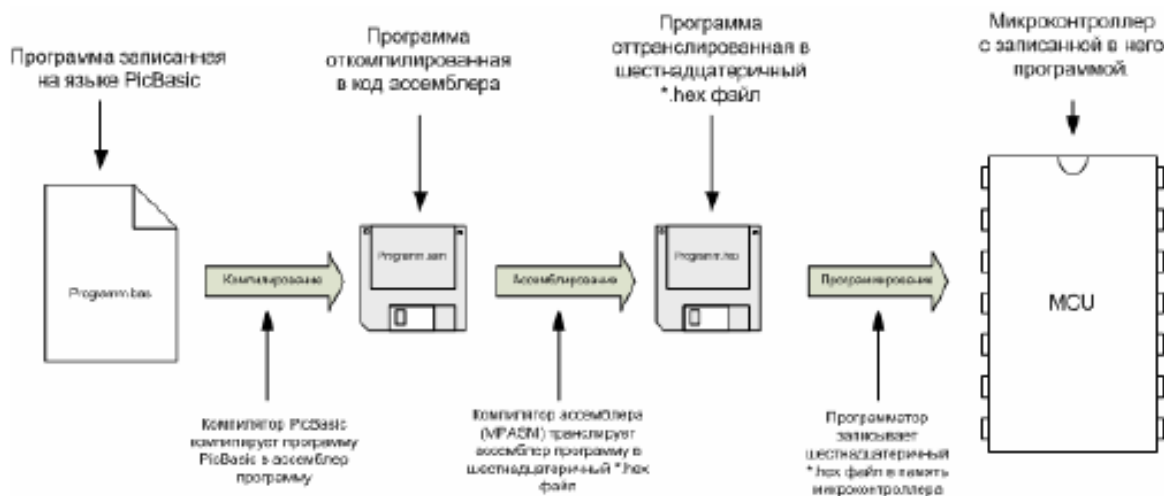 Программа записанная
на языке PicBasic
Программа
откомпилированная
в код ассемблера
Программа
оттранслированная в
шестнадцатеричный
*.hex файл
Микроконтроллер
с записанной в него
программой.
Programm.bas
Компилирование
Programm.asm
Ассемблирование
Programm.hex
Программирование
MCU
Компилятор PicBasic
компилирует программу
PicBasic в ассемблер
программу
Компилятор ассемблера
(MPASM) транслирует
ассемблер программу в
шестнадцатеричный *.hex
файл
Программатор
записывает
шестнадцатеричный
*.hex файл в память
микроконтроллера